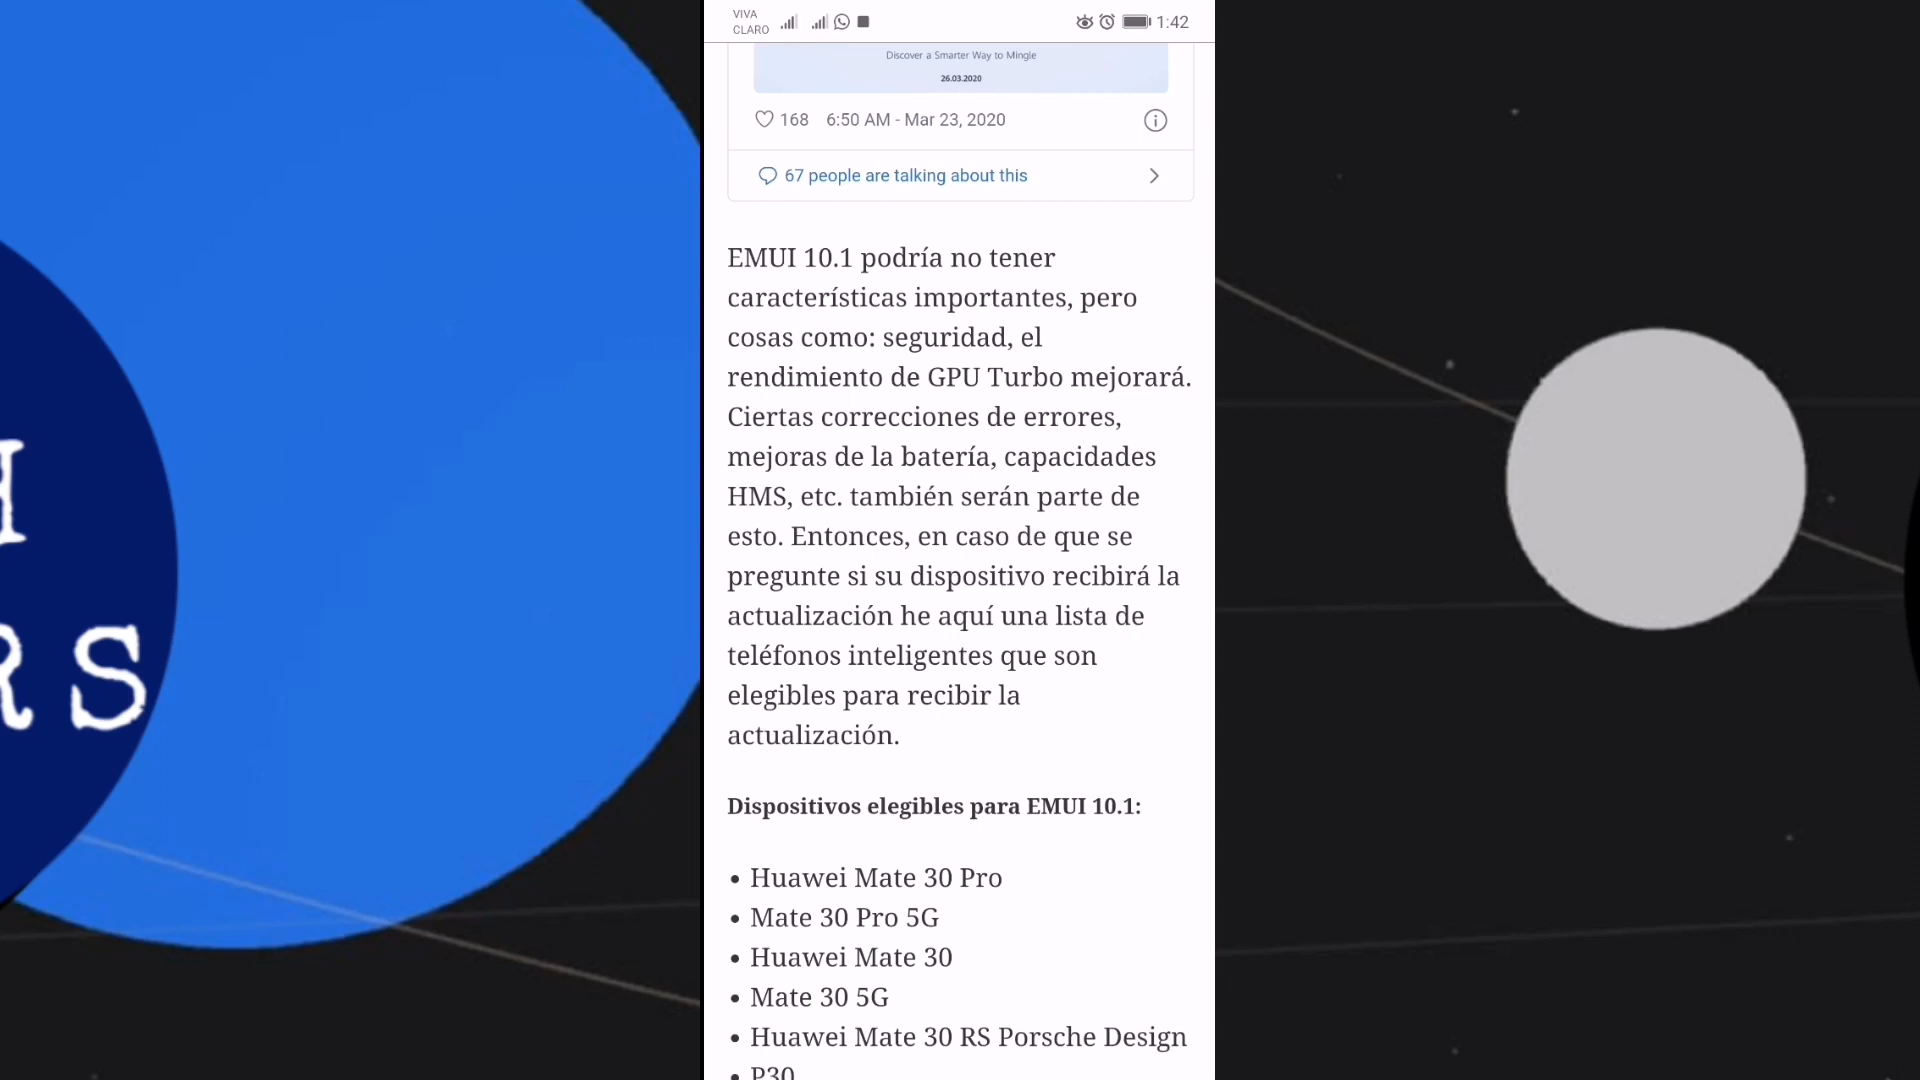 VIVA
CLARO
1:42
Discover a Smarter Way to Mingle
26.03.2020
168 6:50 AM - Mar 23, 2020
67 people are talking about this
EMUI 10.1 podría no tener
características importantes, pero
cosas como: seguridad, el
rendimiento de GPU Turbo mejorará.
Ciertas correcciones de errores,
mejoras de la batería, capacidades
HMS, etc. también serán parte de
esto. Entonces, en caso de que se
pregunte si su dispositivo recibirá la
actualización he aquí una lista de
teléfonos inteligentes que son
elegibles para recibir la
actualización.
Dispositivos elegibles para EMUI 10.1:
• Huawei Mate 30 Pro
• Mate 30 Pro 5G
• Huawei Mate 30
• Mate 30 5G
• Huawei Mate 30 RS Porsche Design
• P30
RS